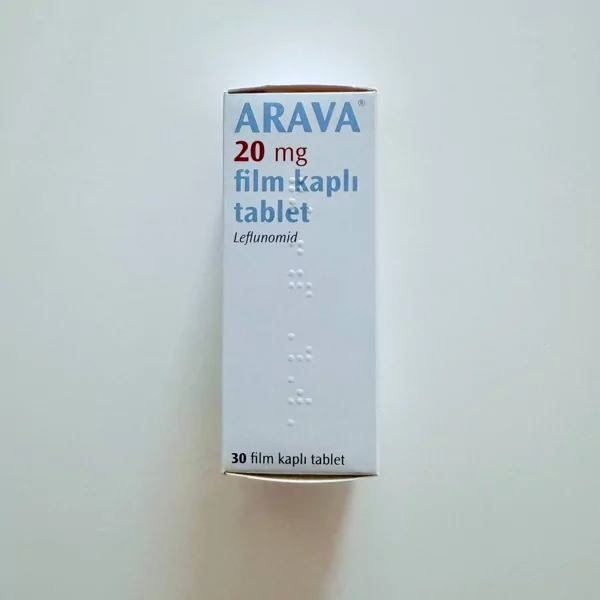 ARAVA®
20 mg
film kaplı
tablet
Leflunomid
30 film kaplı tablet